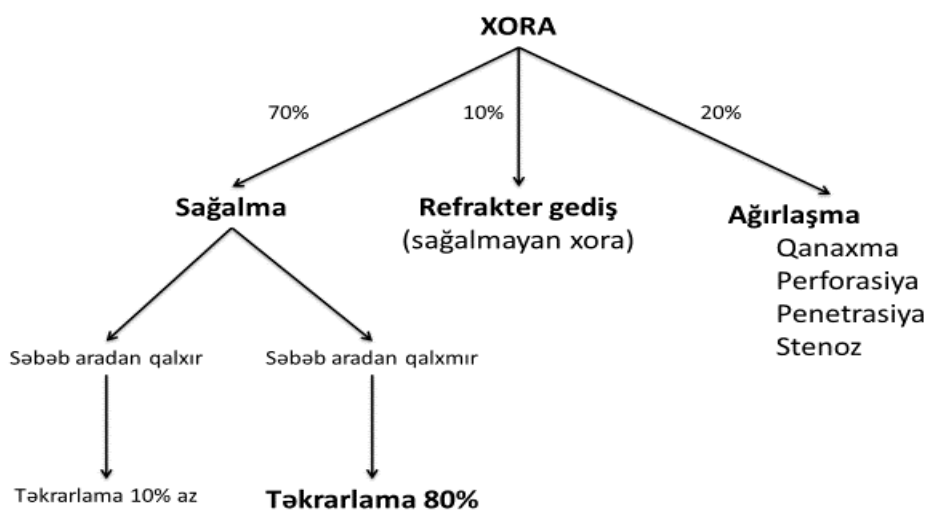 XORA
70%
10%
20%
Sağalma
Refrakter gediş
(sağalmayan xora)
Ağırlaşma
Qanaxma
Perforasiya
Penetrasiya
Stenoz
Səbəb aradan qalxır
Səbəb aradan qalxmır
Təkrarlama 10% az
Təkrarlama 80%